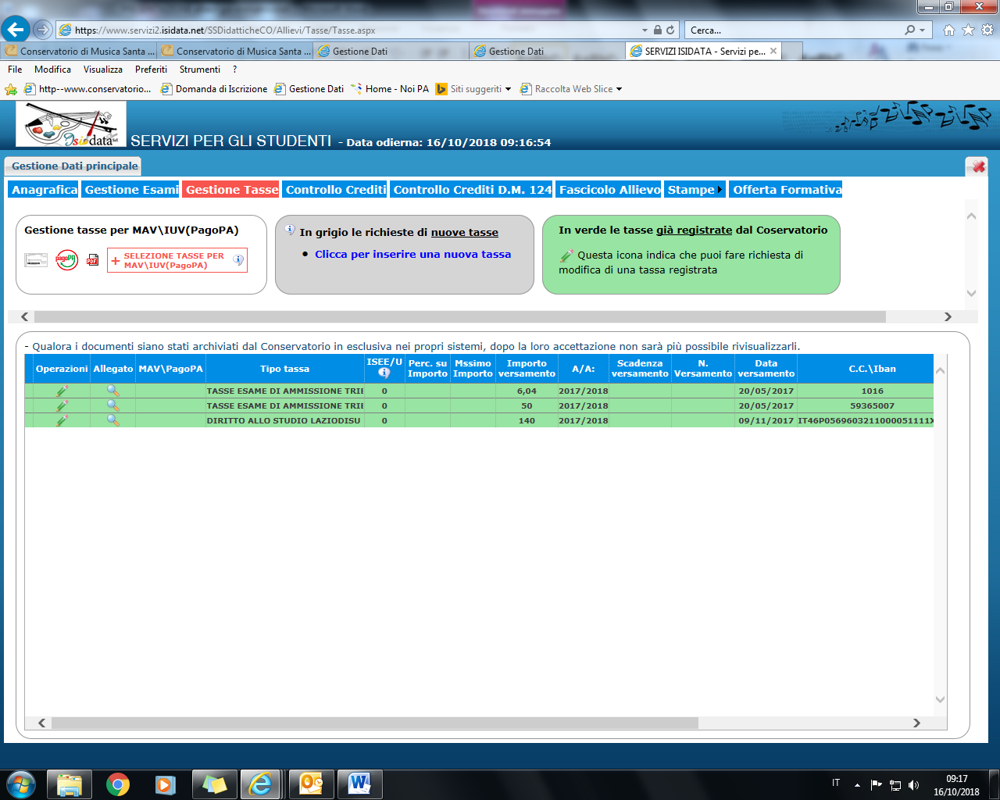 https://www.servizi2.isidata.net/SSDidatticheCO/Allievi/Tasse/Tasse.aspx
Cerca...
Conservatorio di Musica Santa ...
Conservatorio di Musica Santa ...
Gestione Dati
Gestione Dati
SERVIZI ISIDATA - Servizi pe...
File Modifica Visualizza Preferiti Strumenti ?
http--www.conservatorio... Domanda di Iscrizione Gestione Dati Home - Noi PA Siti suggeriti Raccolta Web Slice
Isidata Srl
SERVIZI PER GLI STUDENTI - Data odierna: 16/10/2018 09:16:54
Gestione Dati principale
Anagrafica Gestione Esami Gestione Tasse Controllo Crediti Controllo Crediti D.M. 124 Fascicolo Allievo Stampe Offerta Formativa
Gestione tasse per MAV\IUV(PagoPA)
pagoPA
PDF
+ SELEZIONE TASSE PER
MAV\IUV(PagoPA)
In grigio le richieste di nuove tasse
• Clicca per inserire una nuova tassa
In verde le tasse già registrate dal Coservatorio
Questa icona indica che puoi fare richiesta di
modifica di una tassa registrata
- Qualora i documenti siano stati archiviati dal Conservatorio in esclusiva nei propri sistemi, dopo la loro accettazione non sarà più possibile rivisualizzarli.
Operazioni Allegato MAV\PagoPA Tipo tassa ISEE/U Perc. su Importo Mssimo Importo Importo versamento A/A: Scadenza versamento N. Versamento Data versamento C.C.\Iban
TASSE ESAME DI AMMISSIONE TRIE 0 6,04 2017/2018 20/05/2017 1016
TASSE ESAME DI AMMISSIONE TRIE 0 50 2017/2018 20/05/2017 59365007
DIRITTO ALLO STUDIO LAZIODISU 0 140 2017/2018 09/11/2017 IT46P0569603211000051111X
IT
09:17
16/10/2018